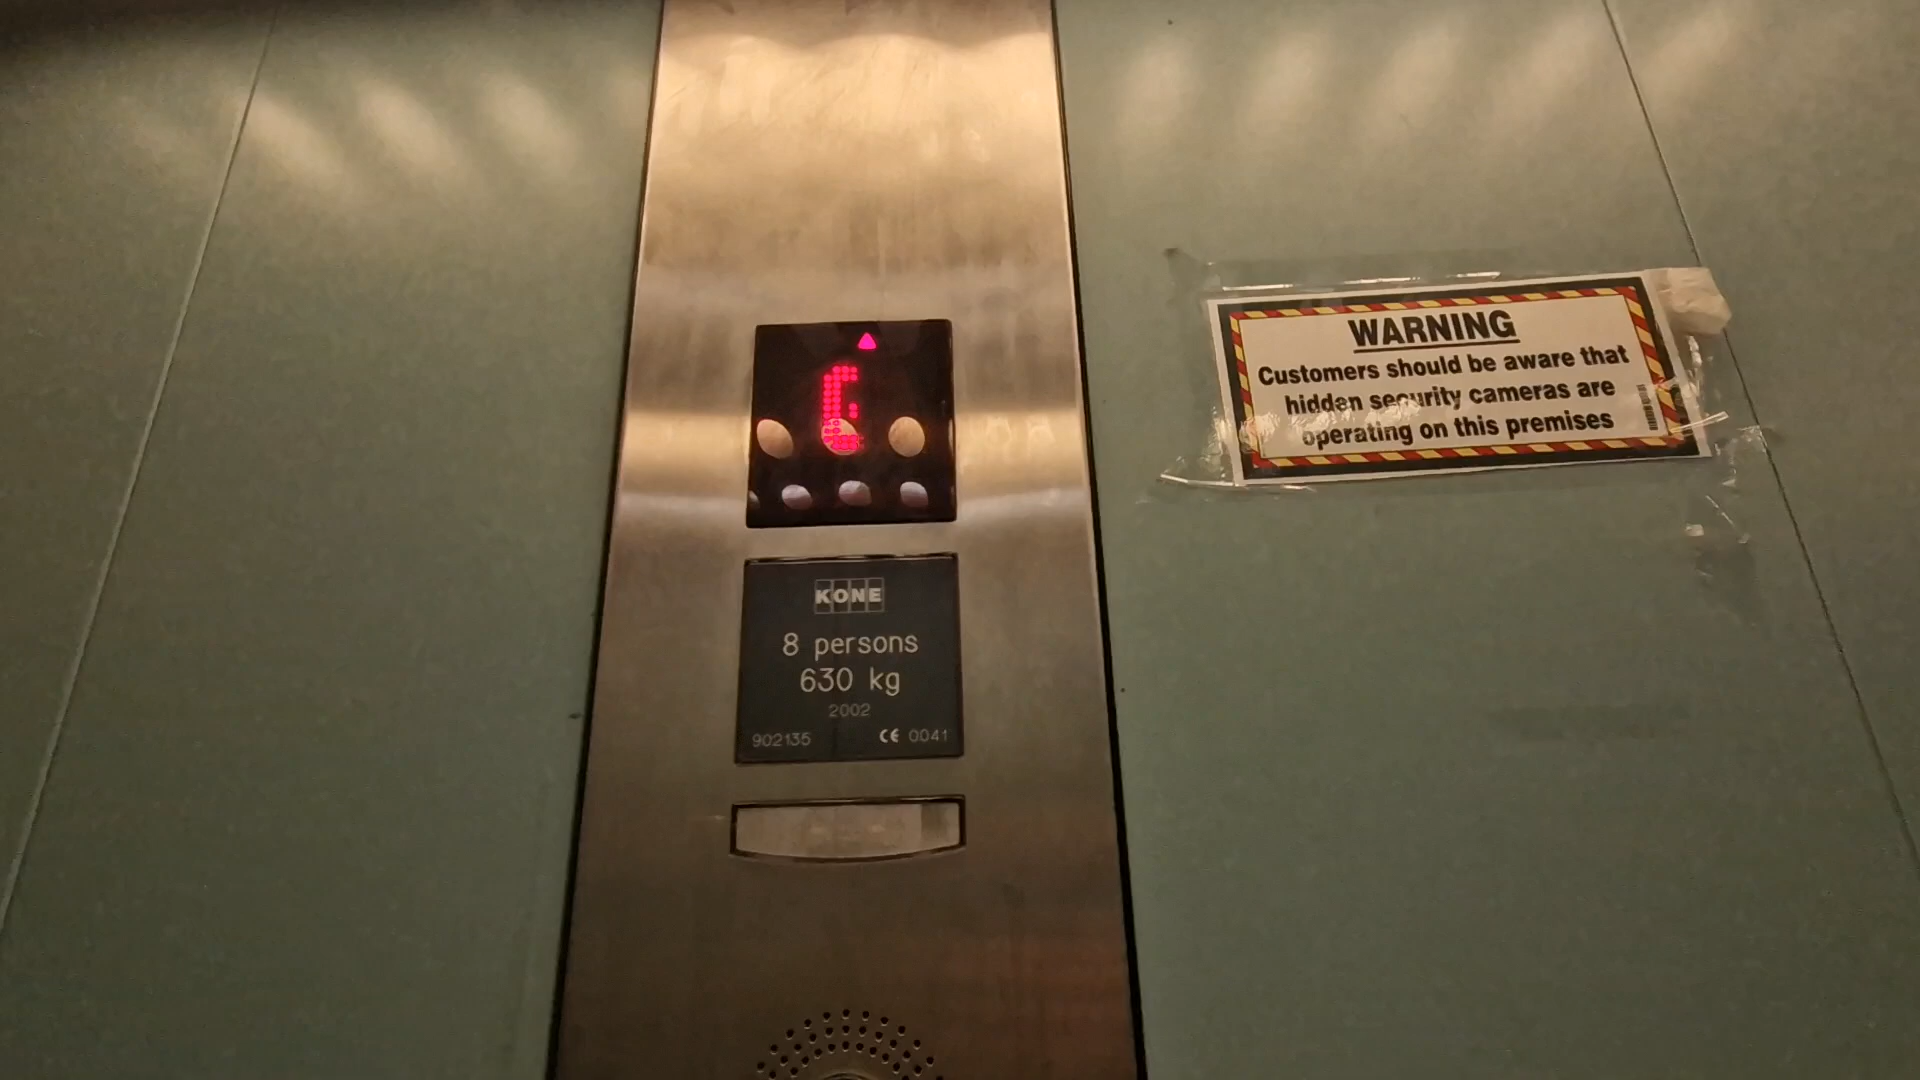 KONE
8 persons
630 kg
2002
902135 CE 0041
WARNING
Customers should be aware that
hidden security cameras are
operating on this premises